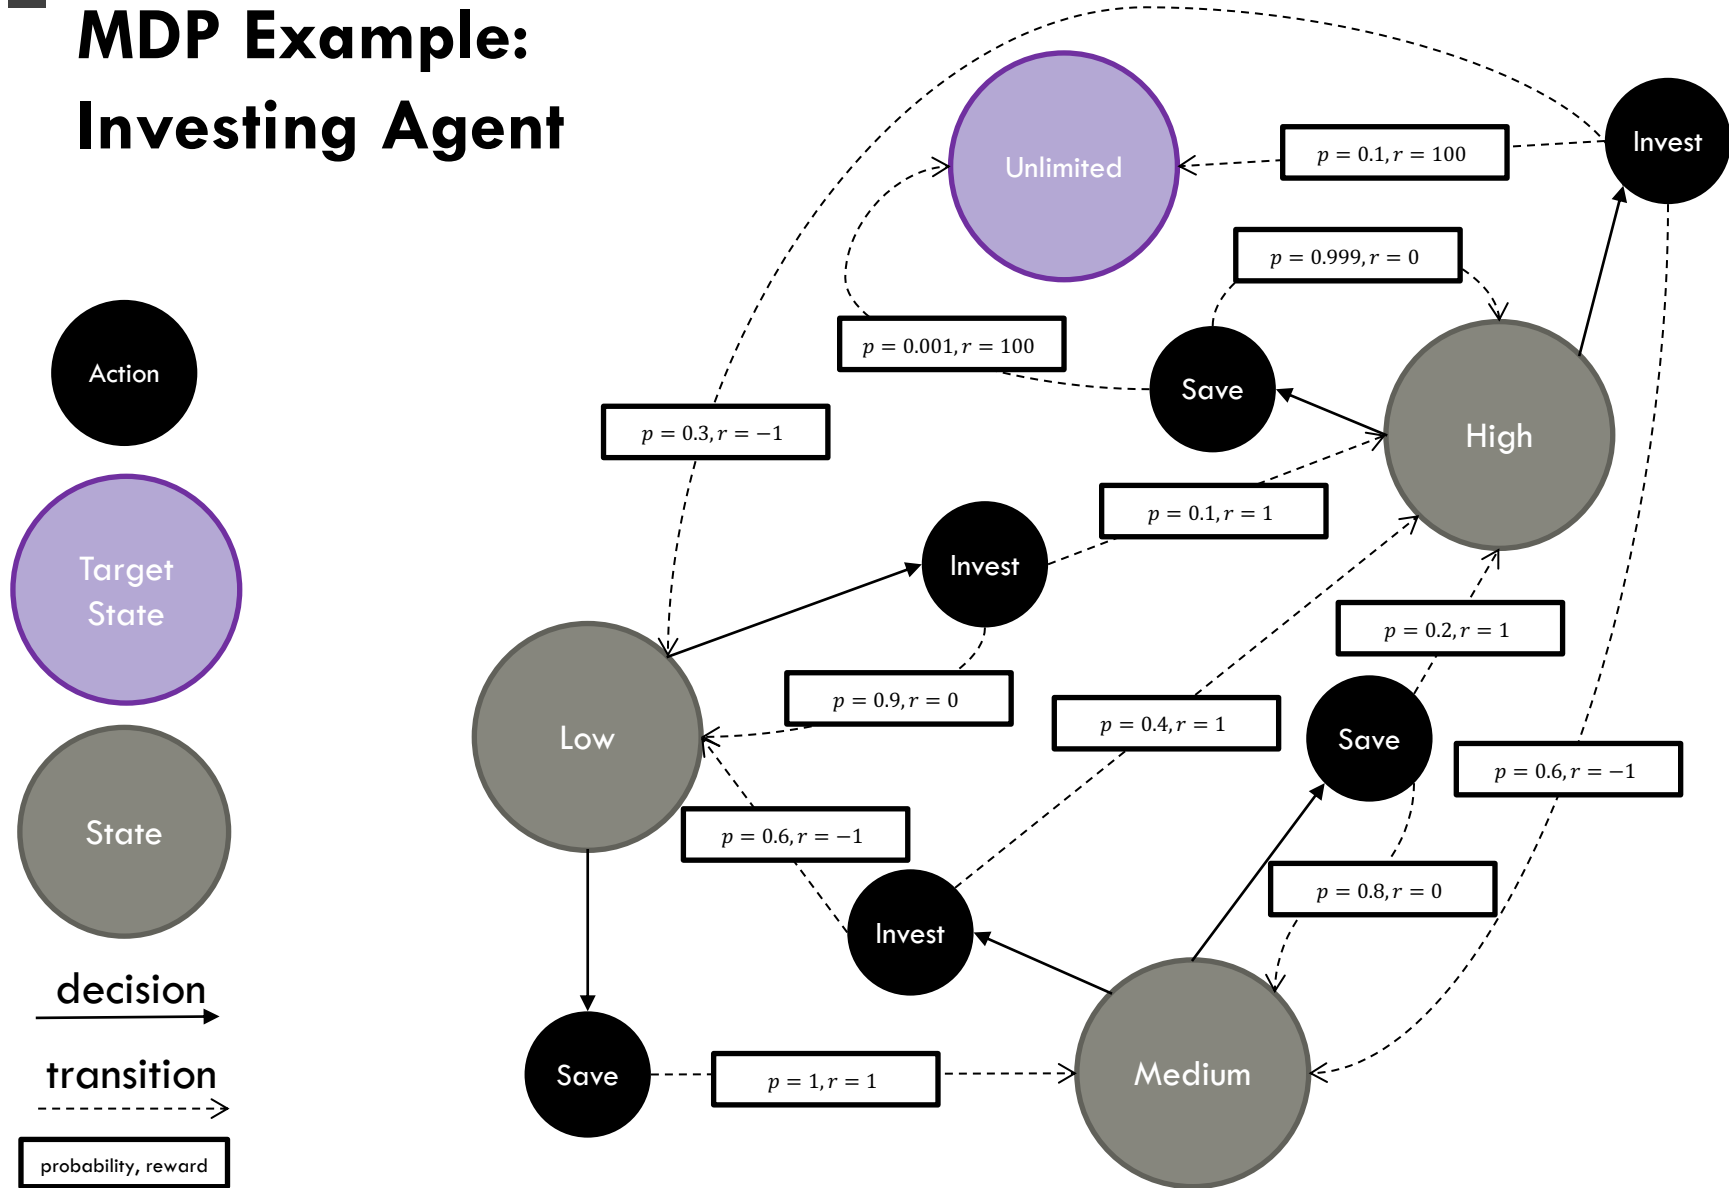 MDP Example:
Investing Agent
Action
Target
State
State
decision
transition
probability, reward
Unlimited
p = 0.1, r = 100
Invest
p = 0.999, r = 0
p = 0.001, r = 100
Save
p = 0.3, r = −1
High
p = 0.1, r = 1
Invest
p = 0.2, r = 1
p = 0.9, r = 0
Low
p = 0.4, r = 1
Save
p = 0.6, r = −1
p = 0.6, r = −1
p = 0.8, r = 0
Invest
Save
p = 1, r = 1
Medium